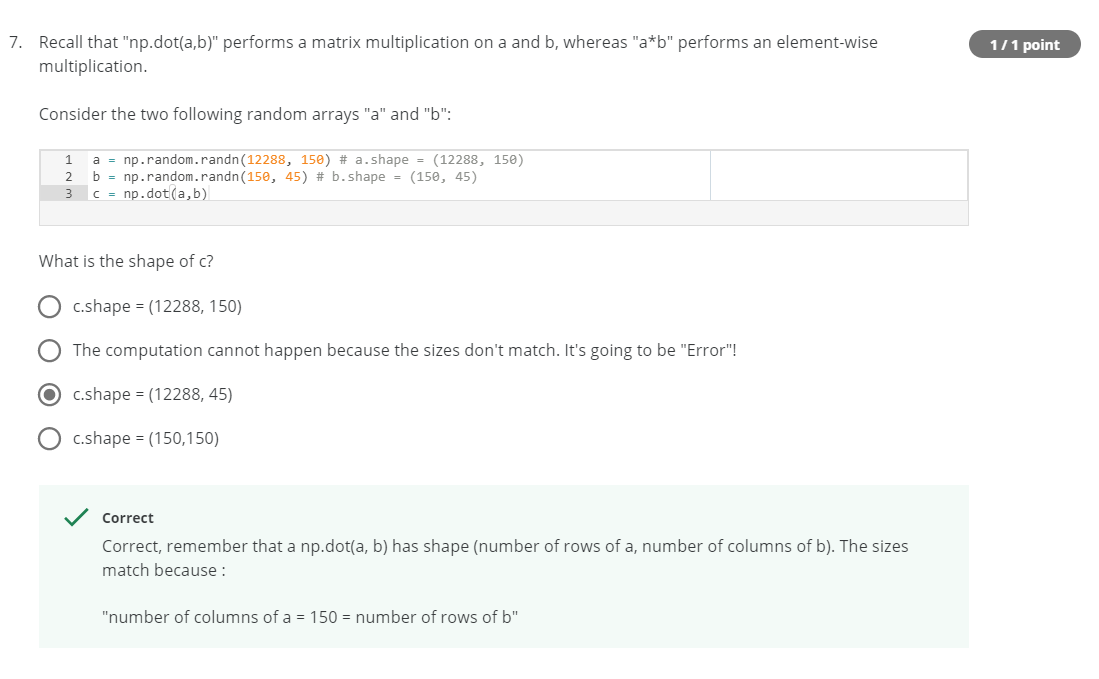 7. Recall that "np.dot(a,b)" performs a matrix multiplication on a and b, whereas "a*b" performs an element-wise
multiplication.
1 / 1 point
Consider the two following random arrays "a" and "b":
1 a = np.random.randn(12288, 150) # a.shape = (12288, 150)
2 b = np.random.randn(150, 45) # b.shape = (150, 45)
3 c = np.dot(a,b)
What is the shape of c?
c.shape = (12288, 150)
The computation cannot happen because the sizes don't match. It's going to be "Error"!
c.shape = (12288, 45)
c.shape = (150,150)
Correct
Correct, remember that a np.dot(a, b) has shape (number of rows of a, number of columns of b). The sizes
match because :
"number of columns of a = 150 = number of rows of b"